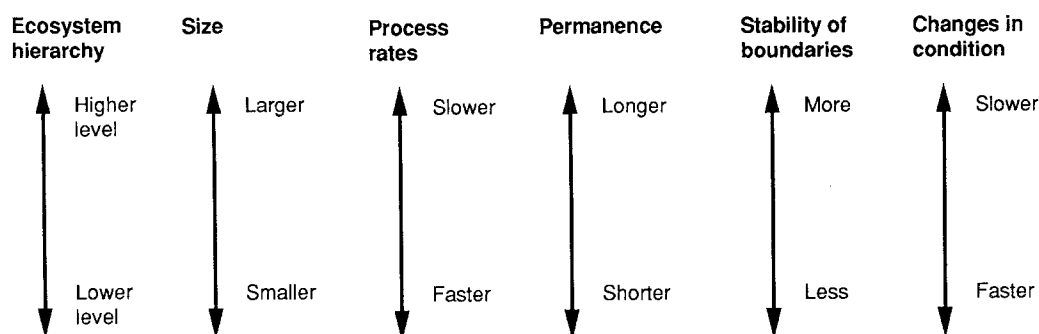 Ecosystem hierarchy
Size
Process rates
Permanence
Stability of boundaries
Changes in condition
Higher level
Larger
Slower
Longer
More
Slower
Lower level
Smaller
Faster
Shorter
Less
Faster